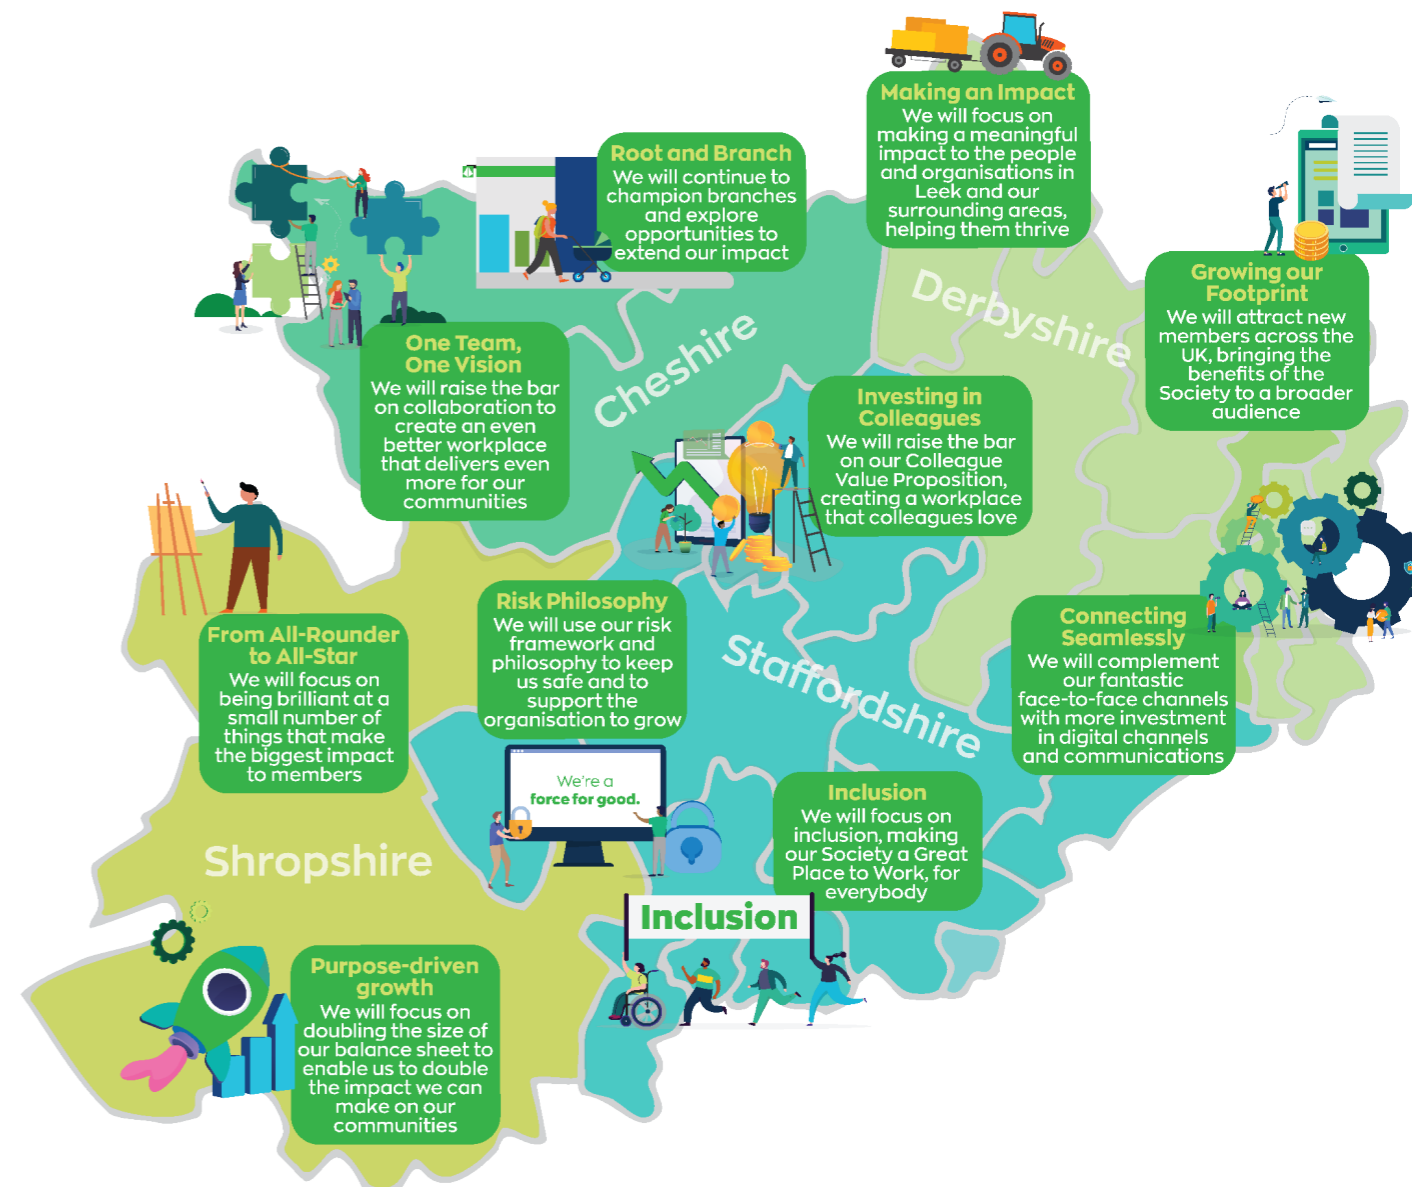 Making an Impact
We will focus on
making a meaningful
impact to the people
and organisations in
Leek and our
surrounding areas,
helping them thrive
Root and Branch
We will continue to
champion branches
and explore
opportunities to
extend our impact
Growing our
Footprint
We will attract new
members across the
UK, bringing the
benefits of the
Society to a broader
audience
Derbyshire
Cheshire
One Team,
One Vision
We will raise the bar
on collaboration to
create an even
better workplace
that delivers even
more for our
communities
Investing in
Colleagues
We will raise the bar
on our Colleague
Value Proposition,
creating a workplace
that colleagues love
Risk Philosophy
We will use our risk
framework and
philosophy to keep
us safe and to
support the
organisation to grow
From All-Rounder
to All-Star
We will focus on
being brilliant at a
small number of
things that make
the biggest impact
to members
Connecting
Seamlessly
We will complement
our fantastic
face-to-face channels
with more investment
in digital channels
and communications
Staffordshire
We're a
force for good.
Inclusion
We will focus on
inclusion, making
our Society a Great
Place to Work, for
everybody
Shropshire
Inclusion
Purpose-driven
growth
We will focus on
doubling the size of
our balance sheet to
enable us to double
the impact we can
make on our
communities